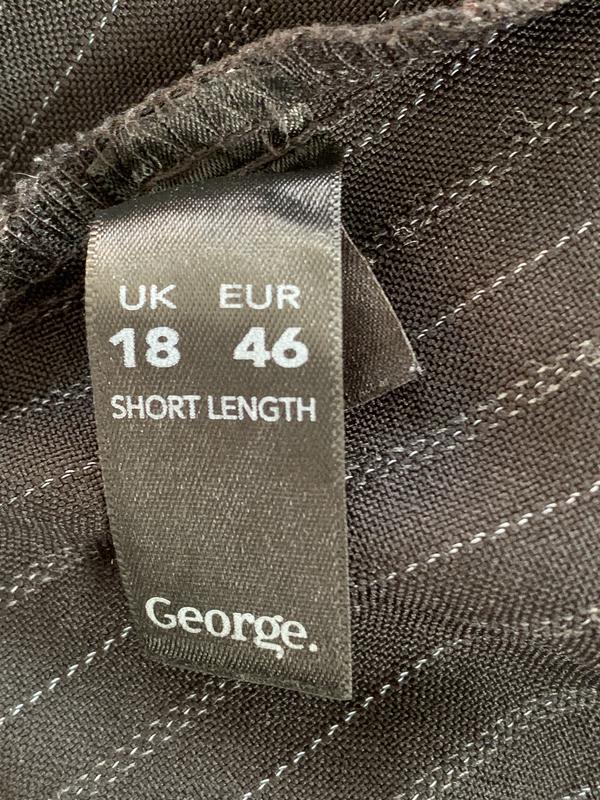 UK EUR
18 46
SHORT LENGTH
George.